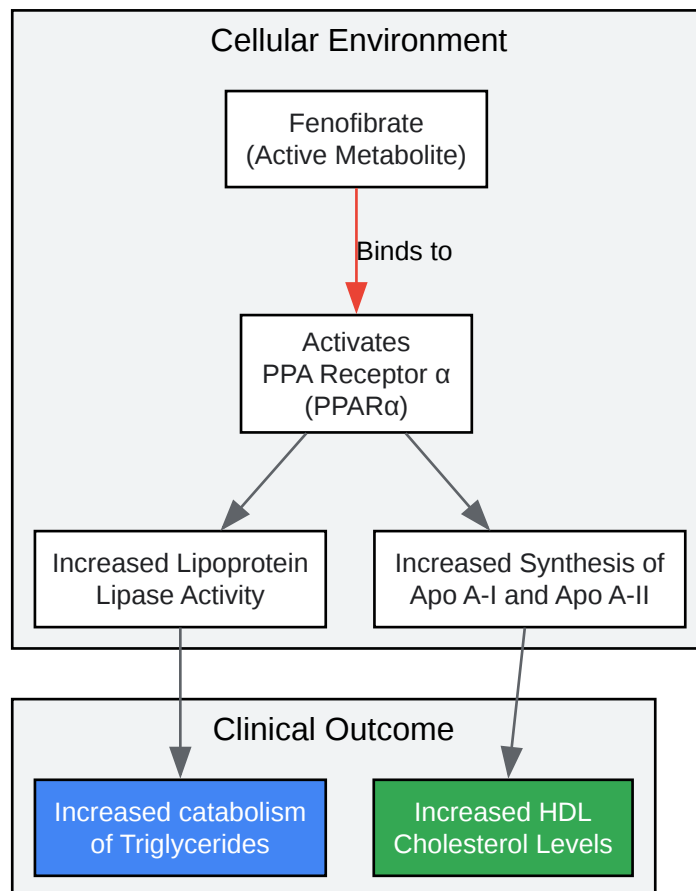 Cellular Environment
Fenofibrate
(Active Metabolite)
Binds to
Activates
PPA Receptor α
(PPARα)
Increased Lipoprotein
Lipase Activity
Increased Synthesis of
Apo A-I and Apo A-II
Clinical Outcome
Increased catabolism
of Triglycerides
Increased HDL
Cholesterol Levels